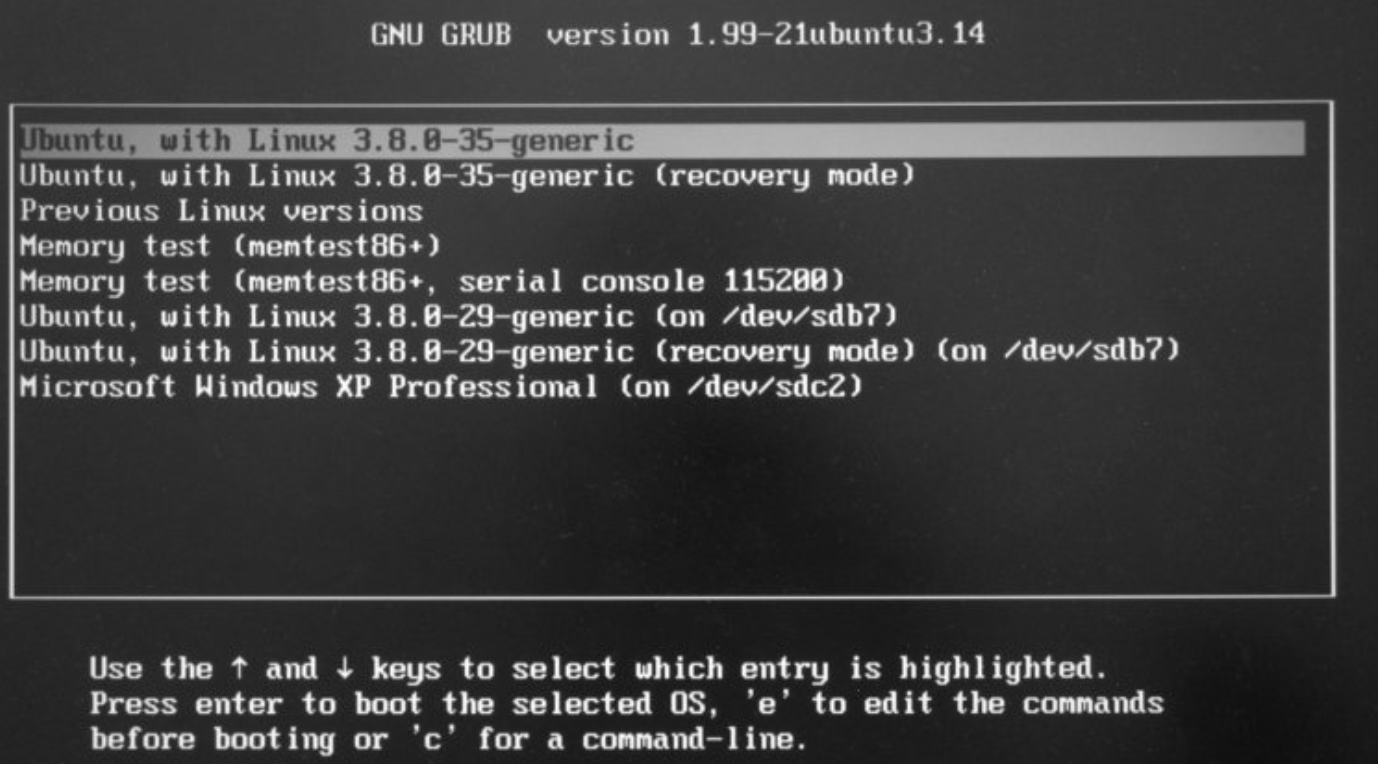 GNU GRUB version 1.99-21ubuntu3.14
Ubuntu, with Linux 3.8.0-35-generic
Ubuntu, with Linux 3.8.0-35-generic (recovery mode)
Previous Linux versions
Memory test (memtest86+)
Memory test (memtest86+, serial console 115200)
Ubuntu, with Linux 3.8.0-29-generic (on /dev/sdb7)
Ubuntu, with Linux 3.8.0-29-generic (recovery mode) (on /dev/sdb7)
Microsoft Windows XP Professional (on /dev/sdc2)
Use the ↑ and ↓ keys to select which entry is highlighted.
Press enter to boot the selected OS, 'e' to edit the commands
before booting or 'c' for a command-line.